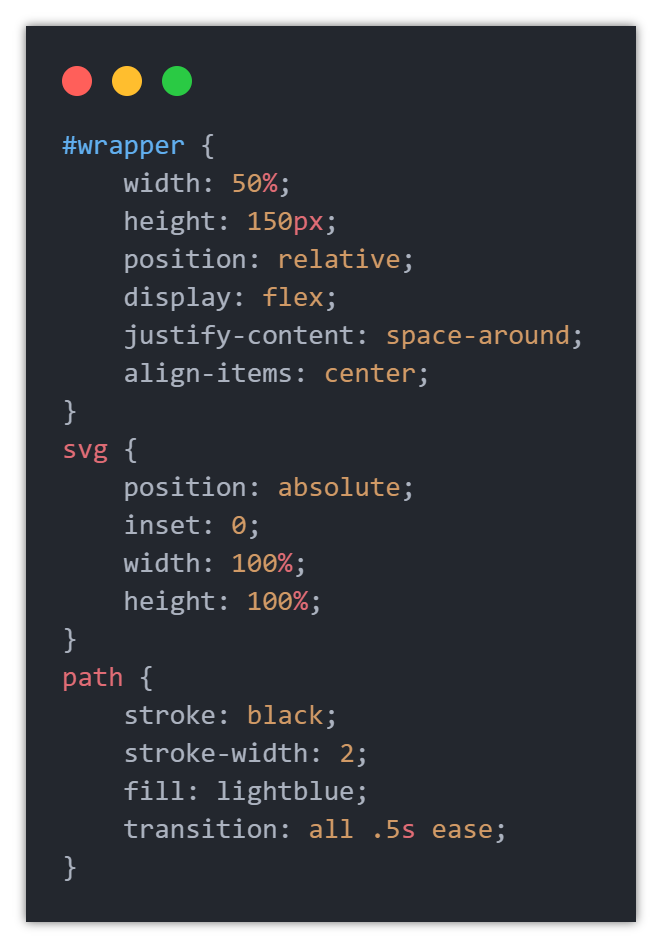 #wrapper {
    width: 50%;
    height: 150px;
    position: relative;
    display: flex;
    justify-content: space-around;
    align-items: center;
}
svg {
    position: absolute;
    inset: 0;
    width: 100%;
    height: 100%;
}
path {
    stroke: black;
    stroke-width: 2;
    fill: lightblue;
    transition: all .5s ease;
}